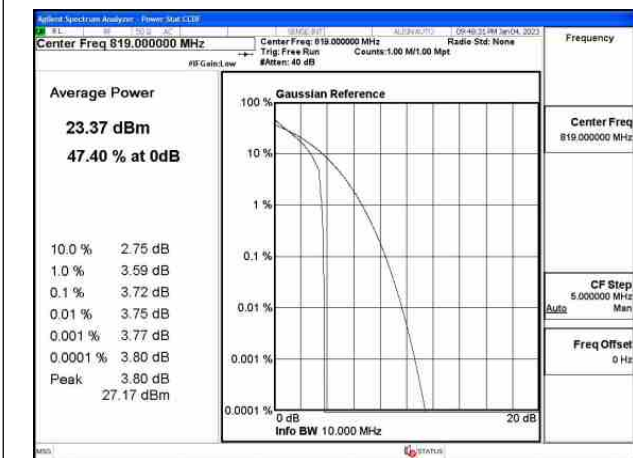 Agilent Spectrum Analyzer - Power Stat CCDF
RL RF 50 Ω AC SENSE:INT ALIGN AUTO 09:48:31 PM Jan 04, 2023
Center Freq 819.000000 MHz
Center Freq: 819.000000 MHz
Radio Std: None
Trig: Free Run
Counts:1.00 M/1.00 Mpt
#IFGain:Low
#Atten: 40 dB
Frequency
Average Power
23.37 dBm
47.40 % at 0dB
10.0 % 2.75 dB
1.0 % 3.59 dB
0.1 % 3.72 dB
0.01 % 3.75 dB
0.001 % 3.77 dB
0.0001 % 3.80 dB
Peak 3.80 dB
27.17 dBm
Gaussian Reference
100 %
10 %
1 %
0.1 %
0.01 %
0.001 %
0.0001 %
0 dB
20 dB
Info BW 10.000 MHz
Center Freq
819.000000 MHz
CF Step
5.000000 MHz
Auto Man
Freq Offset
0 Hz
MSG
STATUS